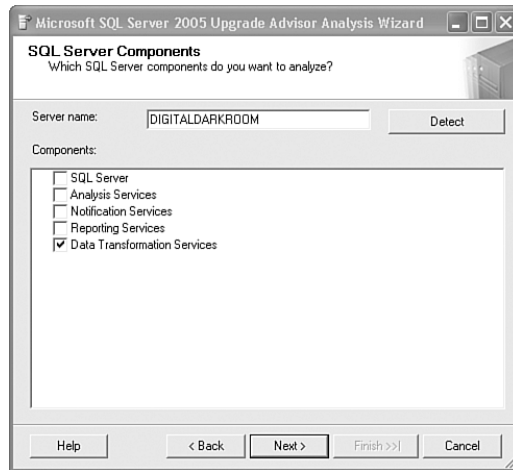 Microsoft SQL Server 2005 Upgrade Advisor Analysis Wizard
SQL Server Components
Which SQL Server components do you want to analyze?
Server name:
DIGITALDARKROOM
Detect
Components:
SQL Server
Analysis Services
Notification Services
Reporting Services
Data Transformation Services
Help
< Back
Next >
Finish >>|
Cancel